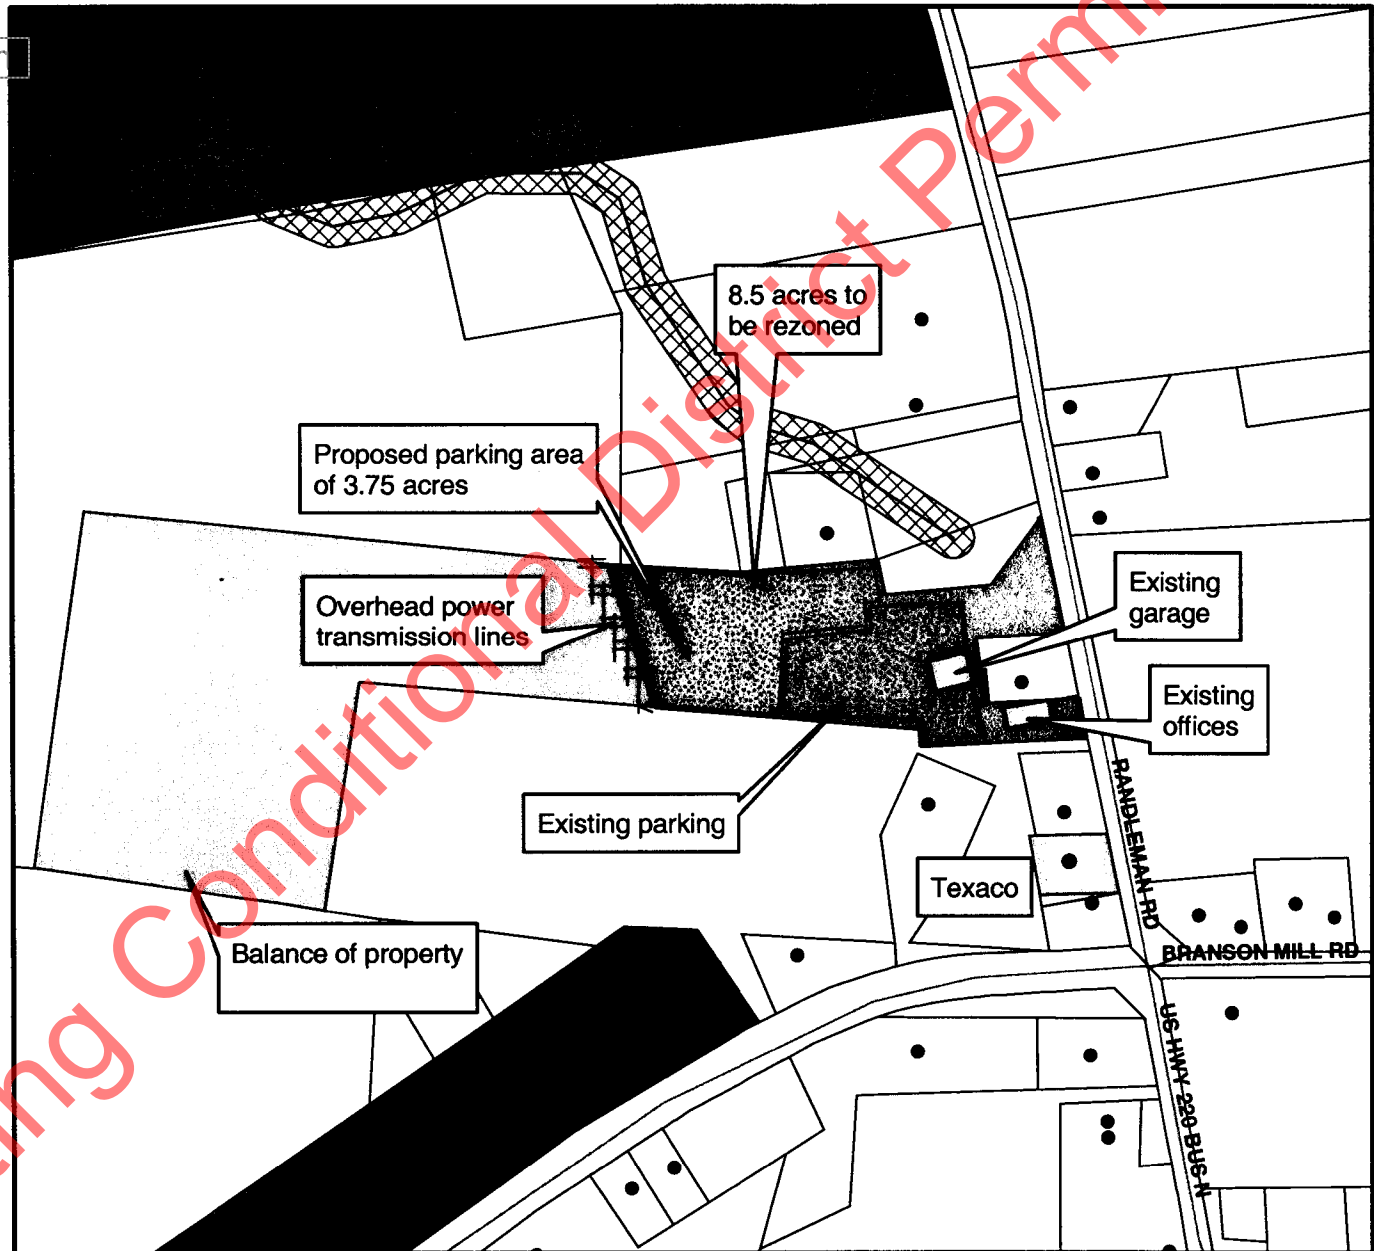 8.5 acres to
be rezoned
Proposed parking area
of 3.75 acres
Overhead power
transmission lines
Existing
garage
Existing
offices
Existing parking
Texaco
Balance of property
RANDLEMAN RD
BRANSON MILL RD
US HWY 220 BUS N
ing Conditional District Permi